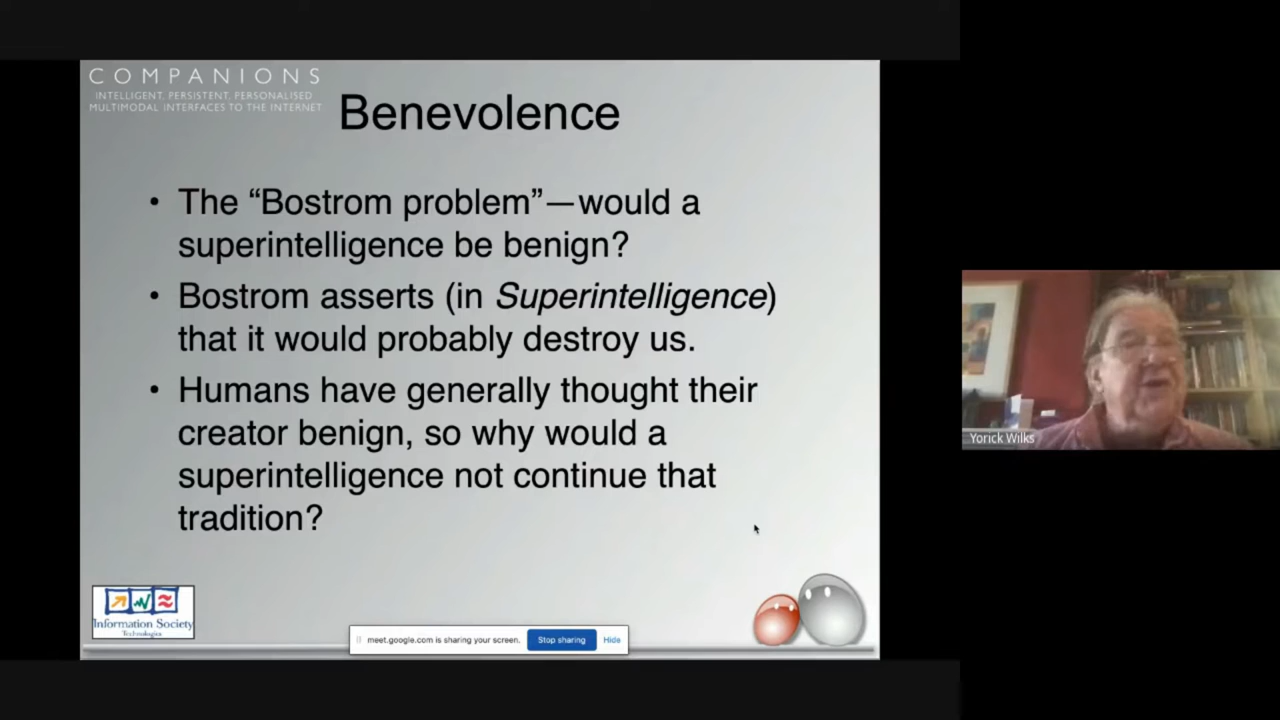 COMPANIONS
INTELLIGENT, PERSISTENT, PERSONALISED
MULTIMODAL INTERFACES TO THE INTERNET
Benevolence
• The “Bostrom problem”—would a
superintelligence be benign?
• Bostrom asserts (in Superintelligence)
that it would probably destroy us.
• Humans have generally thought their
creator benign, so why would a
superintelligence not continue that
tradition?
Yorick Wilks
Information Society
Technologies
meet.google.com is sharing your screen.
Stop sharing
Hide